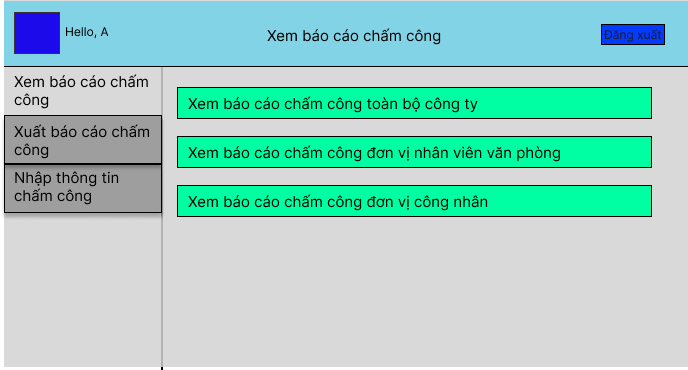 Hello, A
Xem báo cáo chấm công
Đăng xuất
Xem báo cáo chấm
công
Xuất báo cáo chấm
công
Nhập thông tin
chấm công
Xem báo cáo chấm công toàn bộ công ty
Xem báo cáo chấm công đơn vị nhân viên văn phòng
Xem báo cáo chấm công đơn vị công nhân